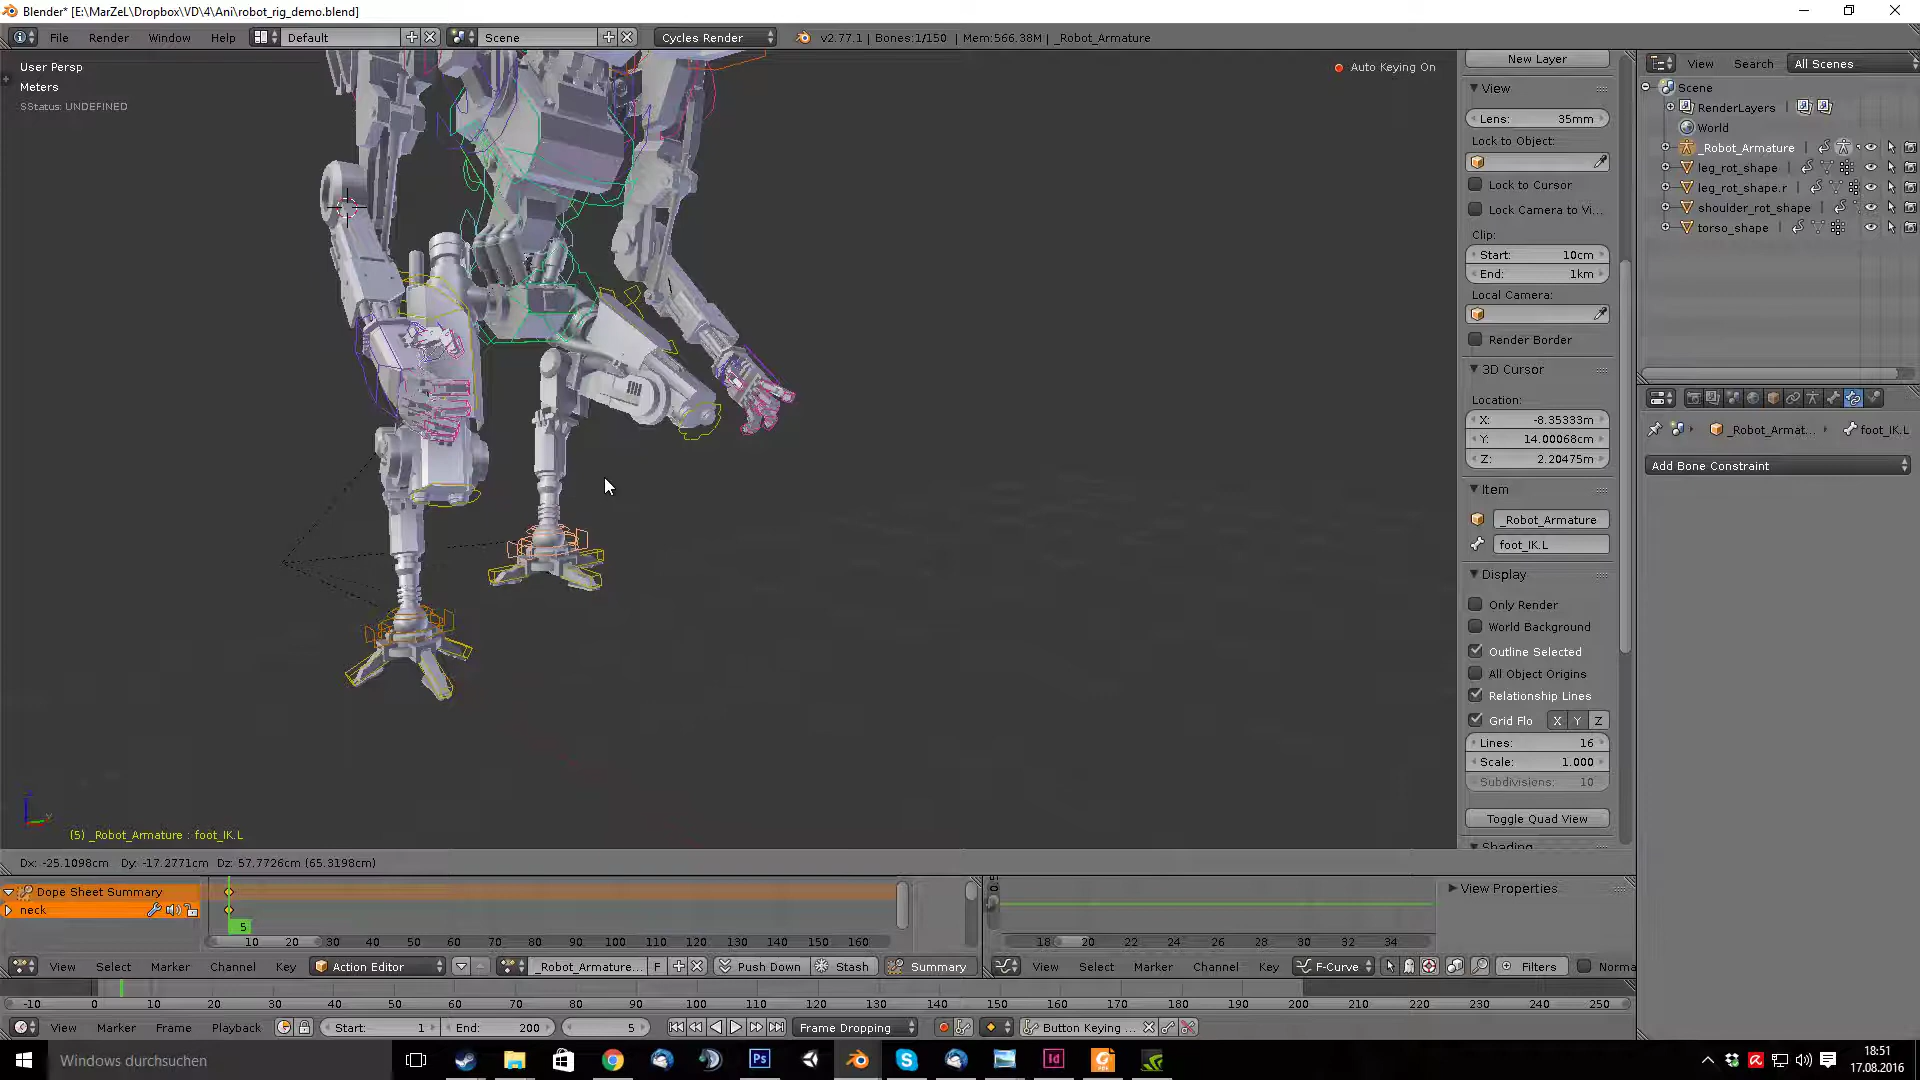 Blender* [E:\MarZeL\Dropbox\VD\4\Ani\robot_rig_demo.blend]
File Render Window Help Default Scene Cycles Render v2.77.1 | Bones:1/150 | Mem:566.38M | _Robot_Armature
User Persp
Meters
SStatus: UNDEFINED
Auto Keying On
New Layer
View
Lens: 35mm
Lock to Object:
Lock to Cursor
Lock Camera to Vi...
Clip:
Start: 10cm
End: 1km
Local Camera:
Render Border
3D Cursor
Location:
X: -8.35333m
Y: 14.00068cm
Z: 2.20475m
Item
_Robot_Armature
foot_IK.L
Display
Only Render
World Background
Outline Selected
All Object Origins
Relationship Lines
Grid Flo X Y Z
Lines: 16
Scale: 1.000
Subdivisions: 10
Toggle Quad View
Shading
View Search All Scenes
Scene
RenderLayers
World
_Robot_Armature
leg_rot_shape
leg_rot_shape.r
shoulder_rot_shape
torso_shape
_Robot_Armat... foot_IK.L
Add Bone Constraint
(5) _Robot_Armature : foot_IK.L
Dx: -25.1098cm Dy: -17.2771cm Dz: 57.7726cm (65.3198cm)
Dope Sheet Summary
neck
5
10 20 30 40 50 60 70 80 90 100 110 120 130 140 150 160
View Select Marker Channel Key Action Editor _Robot_Armature... F Push Down Stash Summary
0
View Properties
18 20 22 24 26 28 30 32 34
View Select Marker Channel Key F-Curve Filters Norma
-10 0 10 20 30 40 50 60 70 80 90 100 110 120 130 140 150 160 170 180 190 200 210 220 230 240 250
View Marker Frame Playback Start: 1 End: 200 5 Frame Dropping Button Keying ...
Windows durchsuchen
18:51
17.08.2016